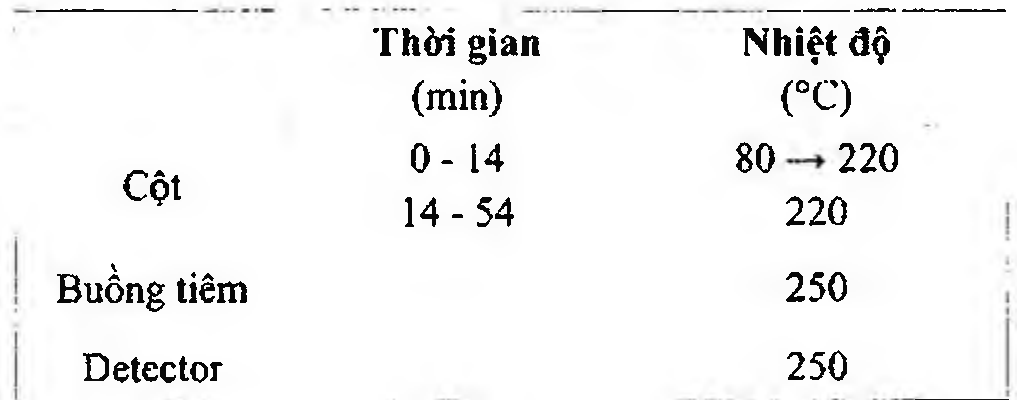 Thời gian Nhiệt độ
(min) (°C)
0 - 14 80 → 220
Cột
14 - 54 220
Buồng tiêm 250
Detector 250